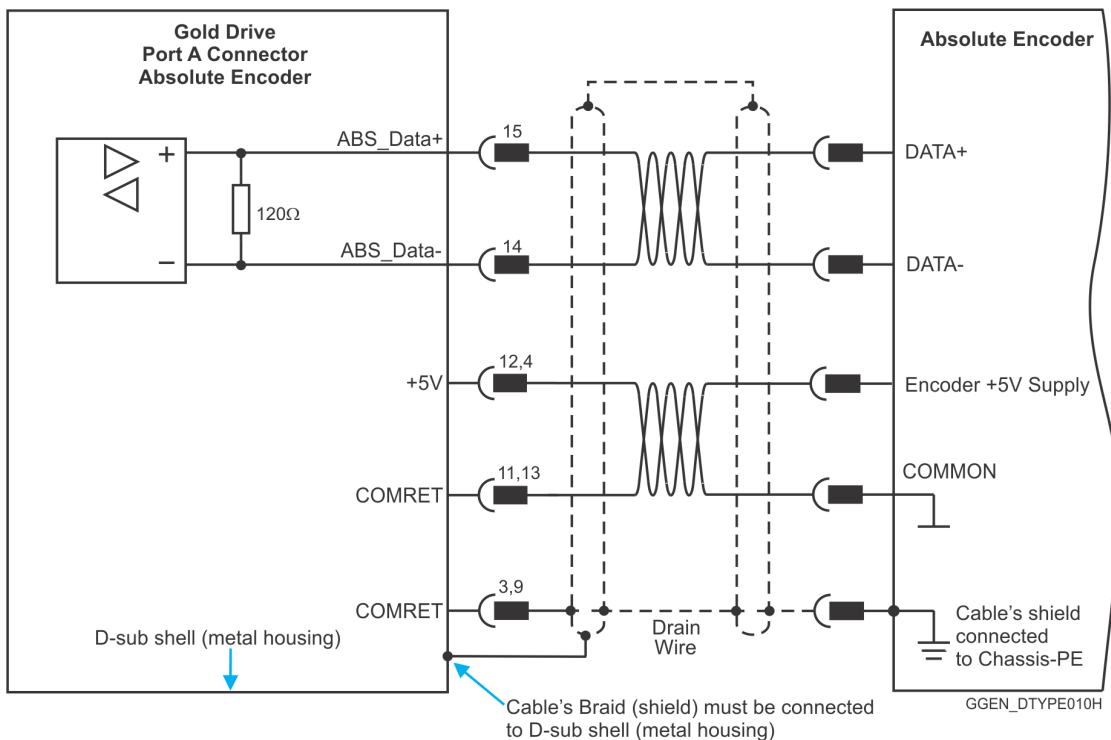 Gold Drive
Port A Connector
Absolute Encoder
Absolute Encoder
ABS_Data+
15
DATA+
+
120Ω
−
ABS_Data-
14
DATA-
+5V
12,4
Encoder +5V Supply
COMRET
11,13
COMMON
COMRET
3,9
Drain
Wire
Cable's shield
connected
to Chassis-PE
D-sub shell (metal housing)
Cable's Braid (shield) must be connected
to D-sub shell (metal housing)
GGEN_DTYPE010H